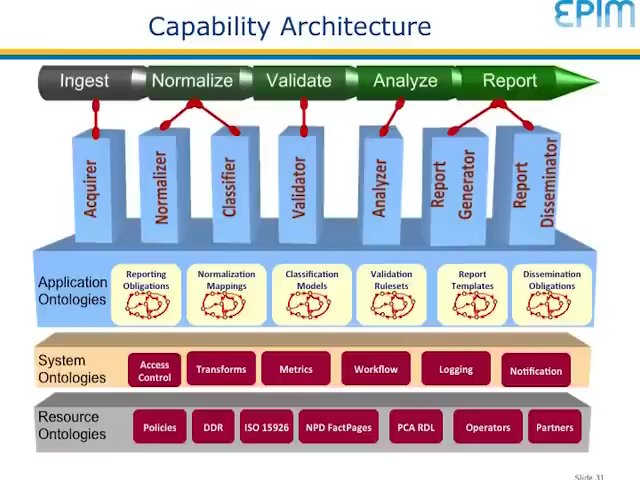 Capability Architecture
EPIM
Ingest
Normalize
Validate
Analyze
Report
Acquirer
Normalizer
Classifier
Validator
Analyzer
Report
Generator
Report
Disseminator
Application
Ontologies
Reporting
Obligations
Normalization
Mappings
Classification
Models
Validation
Rulesets
Report
Templates
Dissemination
Obligations
System
Ontologies
Access
Control
Transforms
Metrics
Workflow
Logging
Notification
Resource
Ontologies
Policies
DDR
ISO 15926
NPD FactPages
PCA RDL
Operators
Partners
Slide 31